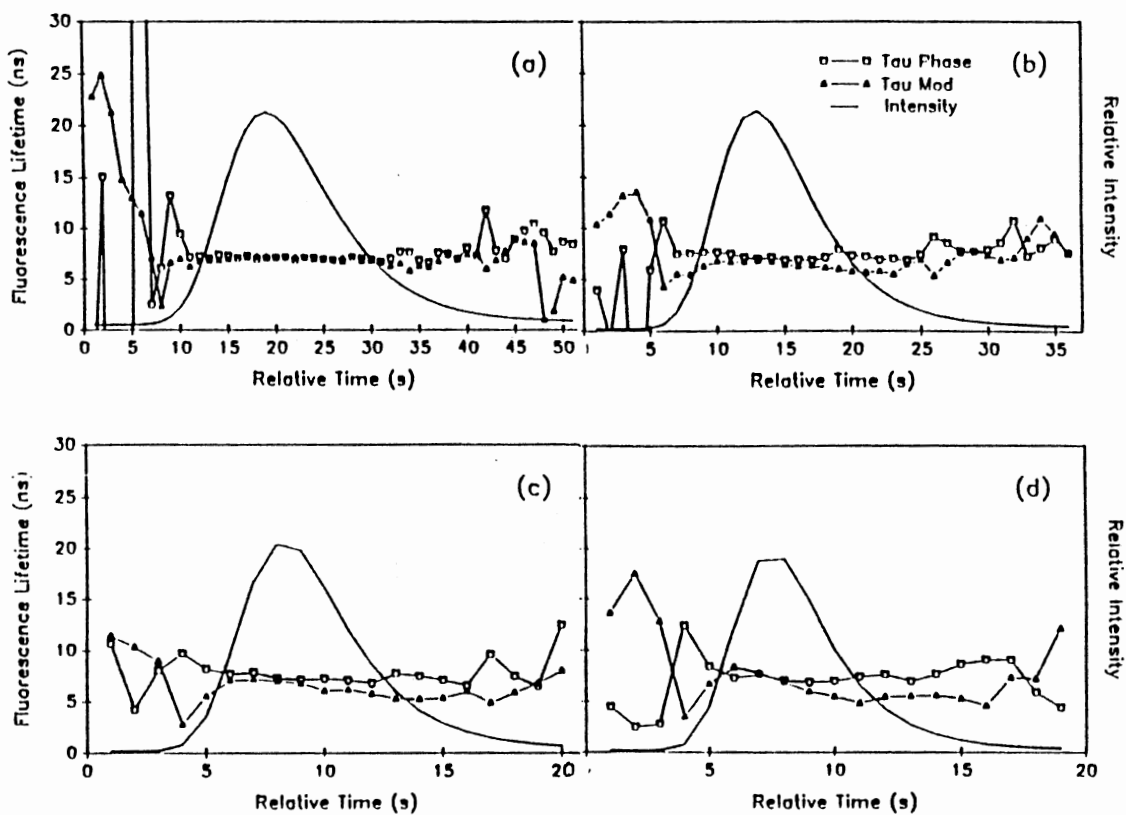 (a)
(b)
Tau Phase
Tau Mod
Intensity
Fluorescence Lifetime (ns)
Relative Intensity
30
25
20
15
10
5
0
0 5 10 15 20 25 30 35 40 45 50
5 10 15 20 25 30 35
Relative Time (s)
Relative Time (s)
(c)
(d)
Fluorescence Lifetime (ns)
Relative Intensity
30
25
20
15
10
5
0
0 5 10 15 20
5 10 15 20
Relative Time (s)
Relative Time (s)